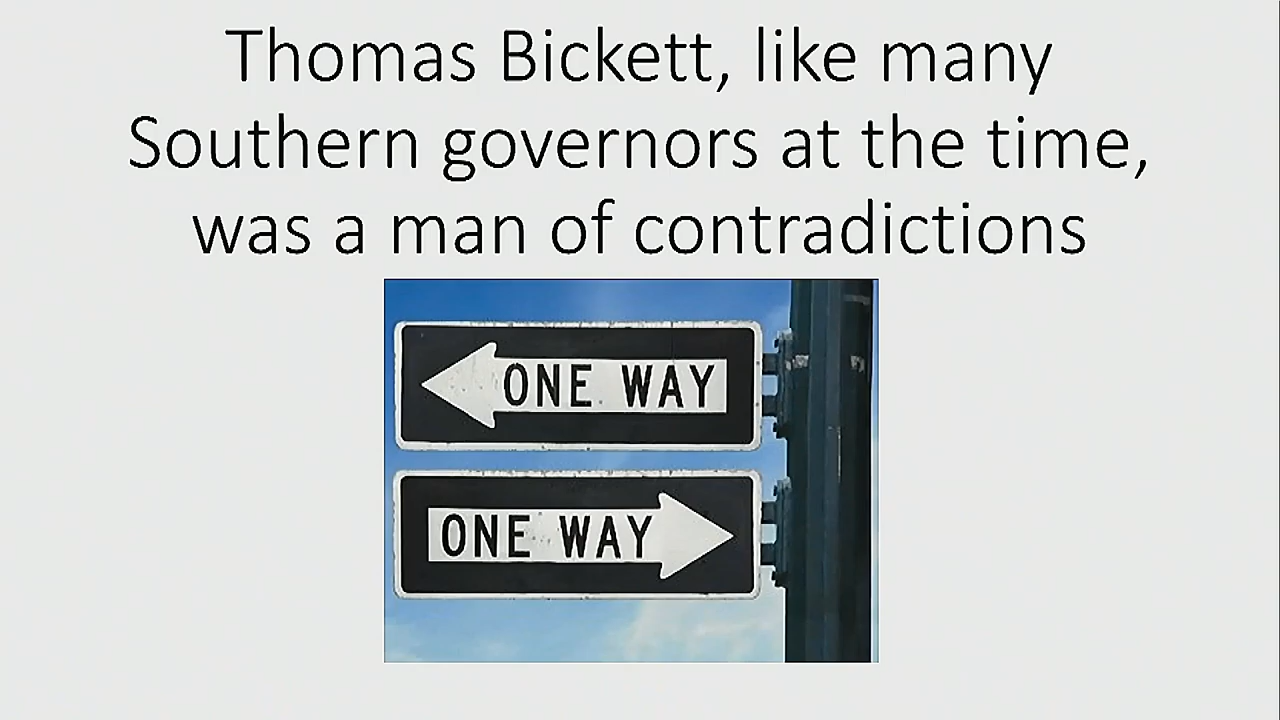 Thomas Bickett, like many
Southern governors at the time,
was a man of contradictions
ONE WAY
ONE WAY